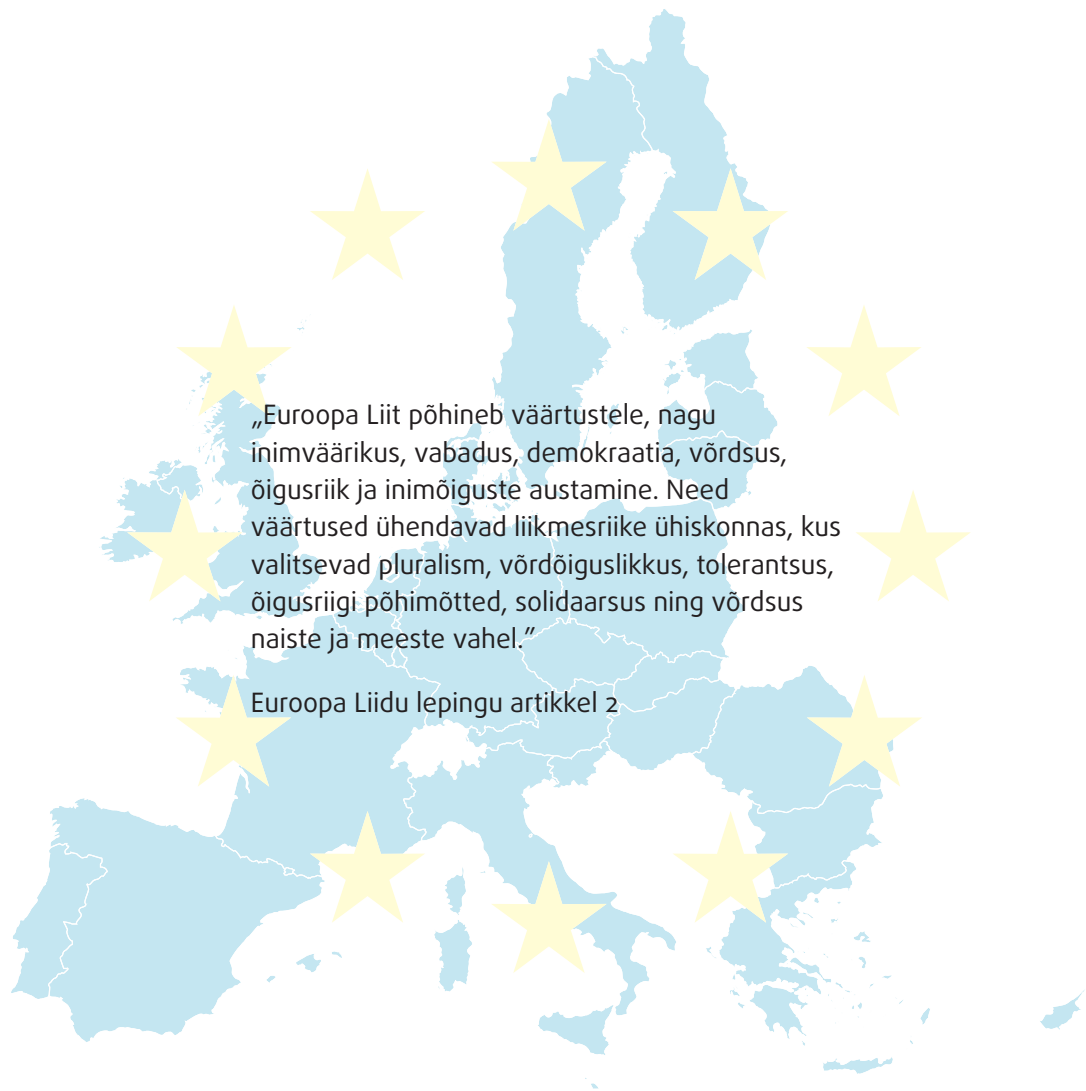 „Euroopa Liit põhineb väärtustele, nagu
inimväärikus, vabadus, demokraatia, võrdsus,
õigusriik ja inimõiguste austamine. Need
väärtused ühendavad liikmesriike ühiskonnas, kus
valitsevad pluralism, võrdõiguslikkus, tolerantsus,
õigusriigi põhimõtted, solidaarsus ning võrdsus
naiste ja meeste vahel.”
Euroopa Liidu lepingu artikkel 2